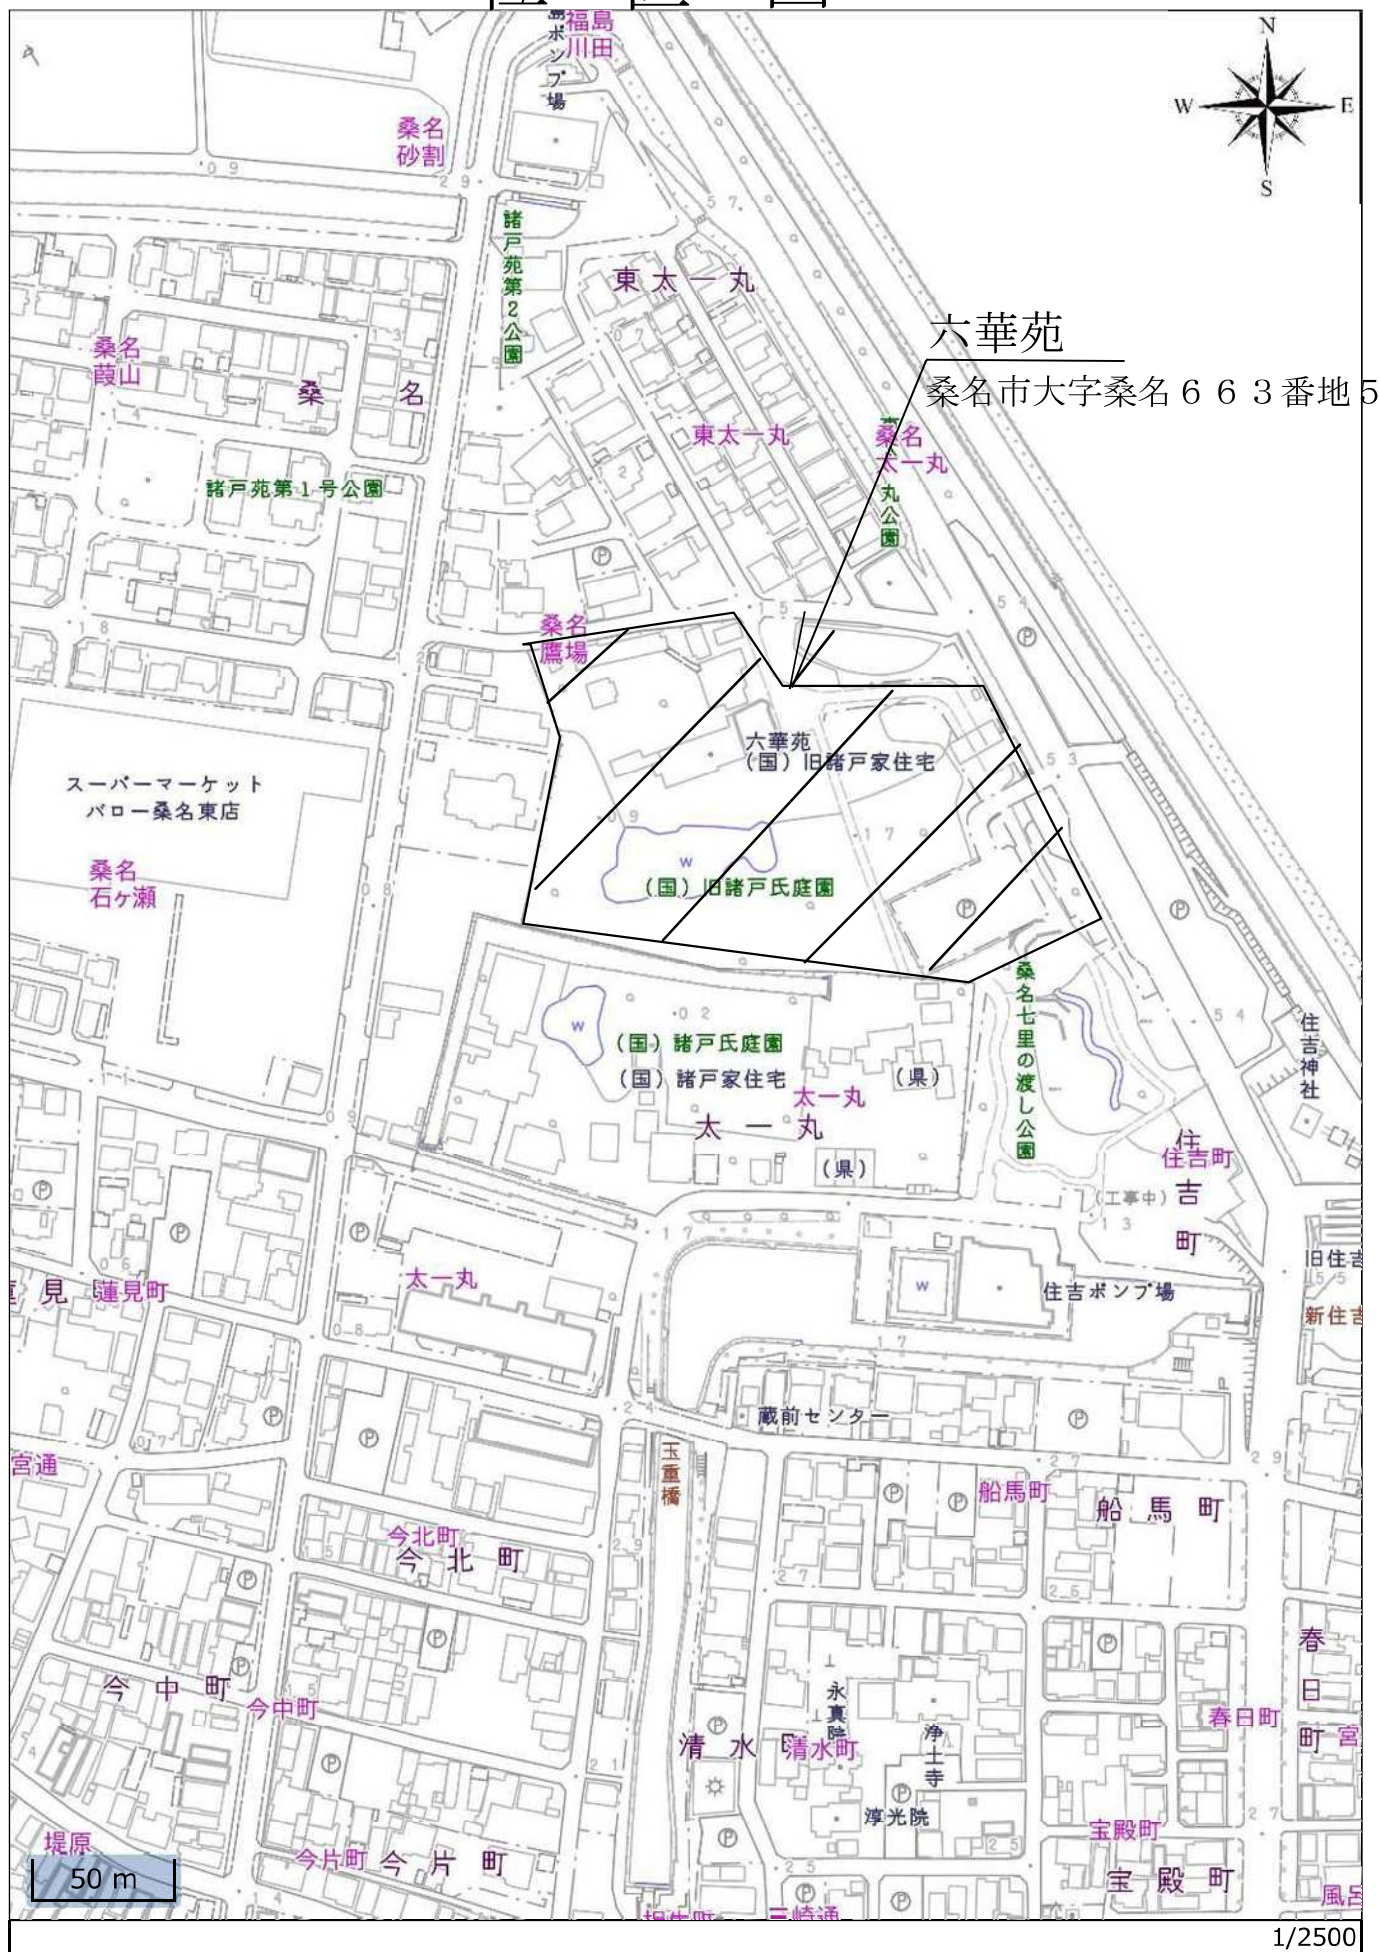 福島
川田
ポンプ場
N
W
E
S
桑名
砂割
諸戸苑第2公園
東太一丸
六華苑
桑名市大字桑名６６３番地５
桑名
葭山
桑名
東太一丸
桑名
太一丸
丸公園
諸戸苑第1号公園
桑名
鷹場
六華苑
(国)旧諸戸家住宅
スーパーマーケット
バロー桑名東店
桑名
石ヶ瀬
w
(国)旧諸戸氏庭園
桑名七里の渡し公園
w
(国)諸戸氏庭園
(国)諸戸家住宅
(県)
太一丸
太一丸
(県)
住吉神社
住吉町
住吉町
(工事中)
旧住吉
新住吉
蓮見町
太一丸
w
住吉ポンプ場
蔵前センター
宮通
玉重橋
船馬町
船馬町
今北町
今北町
今中町
今中町
永真院
浄土寺
春日町
春日町
宮
清水
清水町
淳光院
堤原
今片町
今片町
宝殿町
宝殿町
三崎通
50 m
1/2500